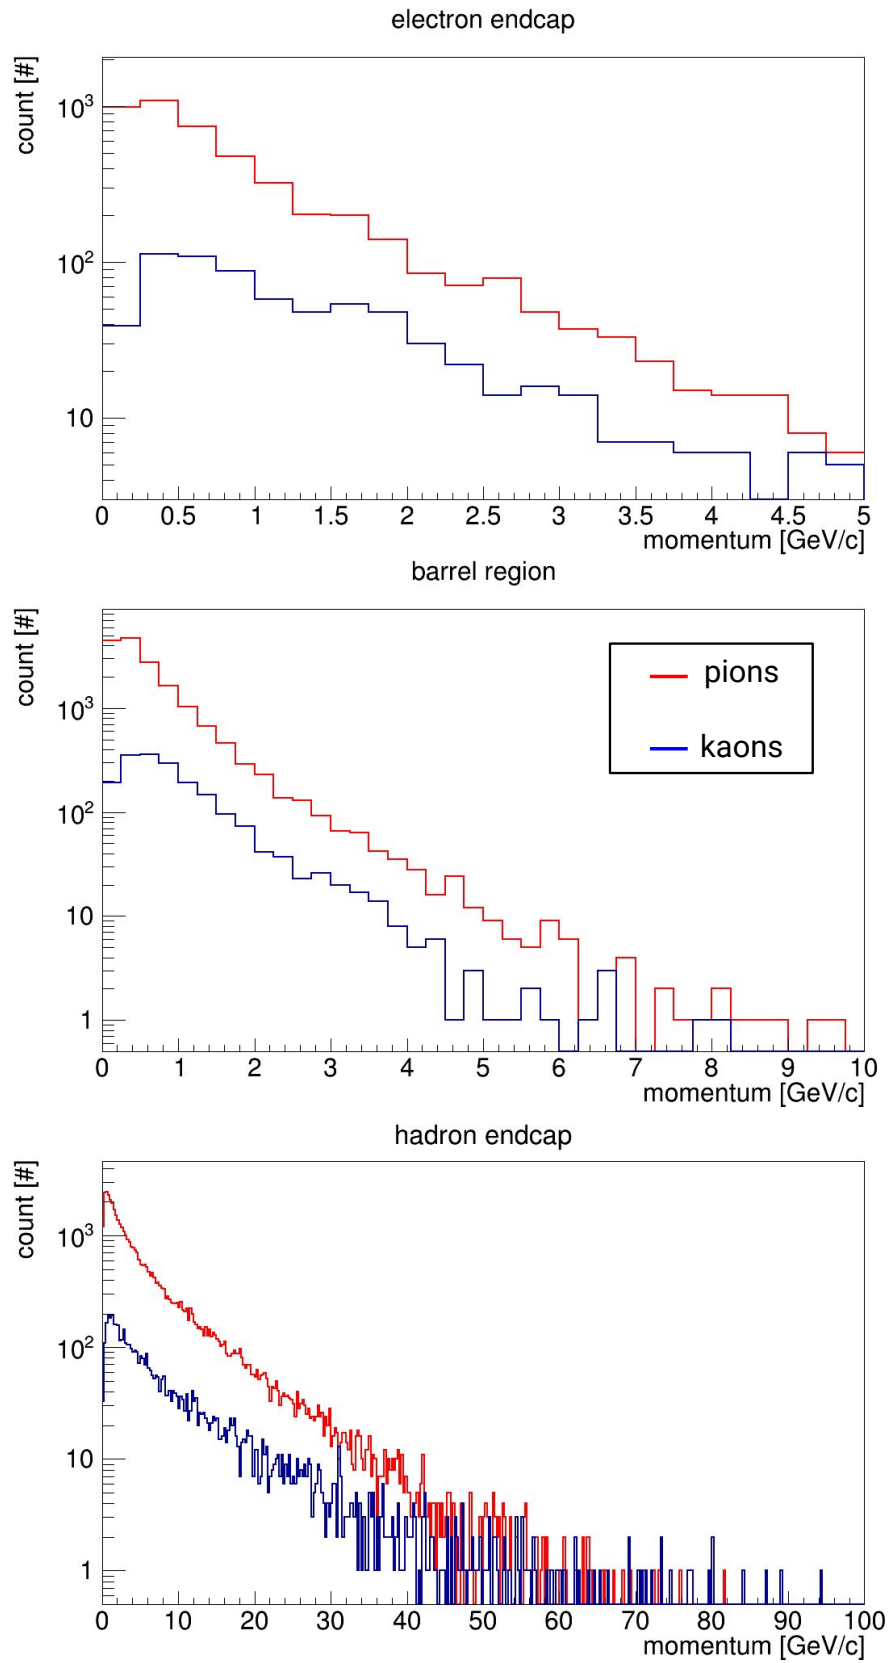 electron endcap
count [#]
10³
10²
10
0 0.5 1 1.5 2 2.5 3 3.5 4 4.5 5
momentum [GeV/c]
barrel region
count [#]
pions
kaons
10³
10²
10
1
0 1 2 3 4 5 6 7 8 9 10
momentum [GeV/c]
hadron endcap
count [#]
10³
10²
10
1
0 10 20 30 40 50 60 70 80 90 100
momentum [GeV/c]